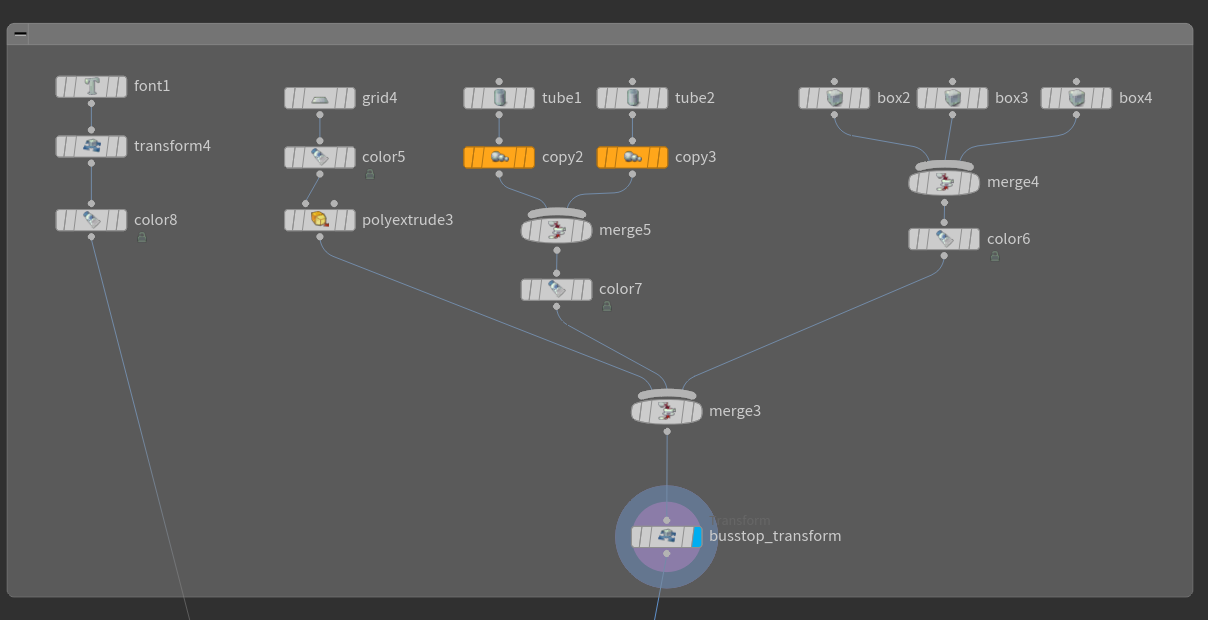 font1
grid4
tube1
tube2
box2
box3
box4
transform4
color5
copy2
copy3
merge4
color8
polyextrude3
merge5
color6
color7
merge3
Transform
busstop_transform